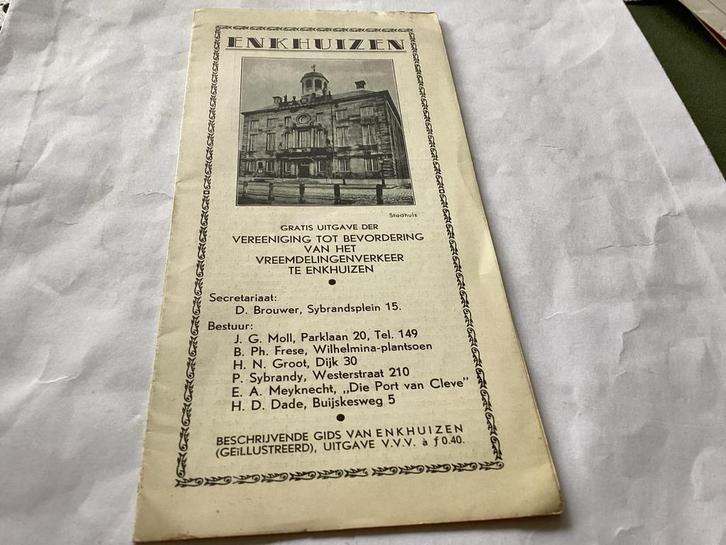 ENKHUIZEN
Stadhuis
GRATIS UITGAVE DER
VEREENIGING TOT BEVORDERING
VAN HET
VREEMDELINGENVERKEER
TE ENKHUIZEN
Secretariaat:
D. Brouwer, Sybrandsplein 15.
Bestuur:
J. G. Moll, Parklaan 20, Tel. 149
B. Ph. Frese, Wilhelmina-plantsoen
H. N. Groot, Dijk 30
P. Sybrandy, Westerstraat 210
E. A. Meyknecht, „Die Port van Cleve"
H. D. Dade, Buijskesweg 5
BESCHRIJVENDE GIDS VAN ENKHUIZEN
(GEÏLLUSTREERD), UITGAVE V.V.V. à ƒ 0.40.